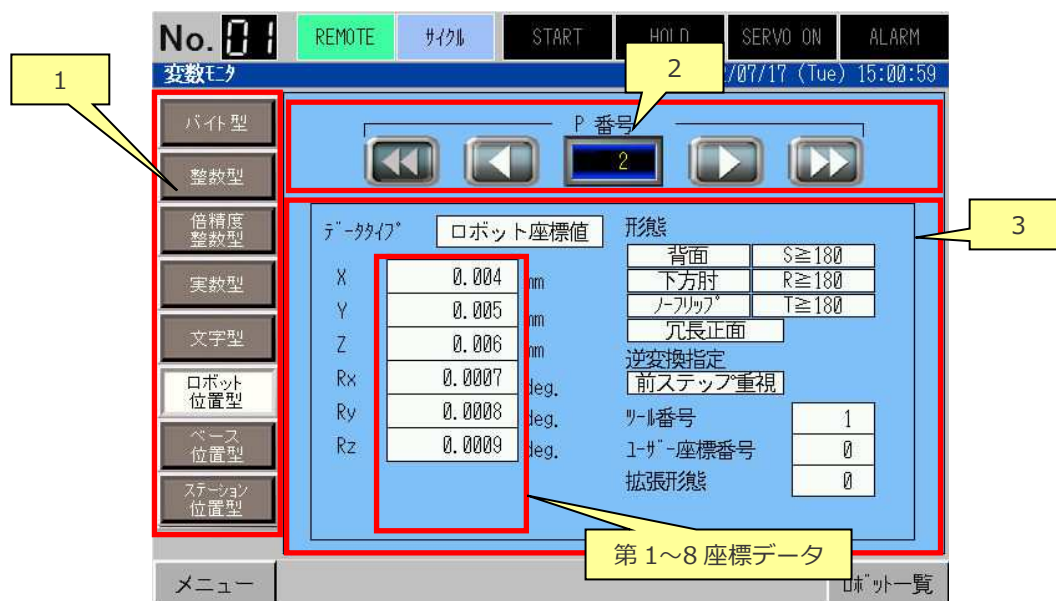 No. 01 REMOTE ｻｲｸﾙ START HOLD SERVO ON ALARM
変数ﾓﾆﾀ /07/17 (Tue) 15:00:59
1
2
3
バイト型
整数型
倍精度
整数型
実数型
文字型
ロボット
位置型
ベース
位置型
ステーション
位置型
P 番号
2
ﾃﾞｰﾀﾀｲﾌﾟ ロボット座標値
X 0.004 mm
Y 0.005 mm
Z 0.006 mm
Rx 0.0007 deg.
Ry 0.0008 deg.
Rz 0.0009 deg.
形態
背面 S≧180
下方肘 R≧180
ﾉｰﾌﾘｯﾌﾟ T≧180
冗長正面
逆変換指定
前ステップ重視
ﾂｰﾙ番号 1
ﾕｰｻﾞｰ座標番号 0
拡張形態 0
第 1～8 座標データ
メニュー
ﾛﾎﾞｯﾄ一覧